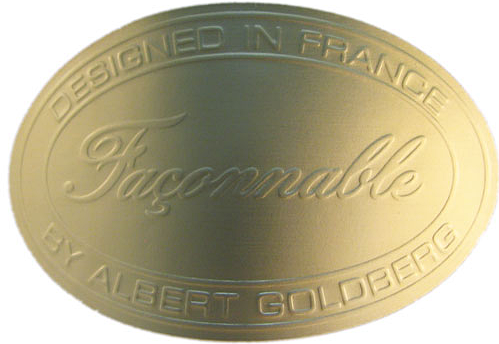 DESIGNED IN FRANCE
Façonnable
BY ALBERT GOLDBERG